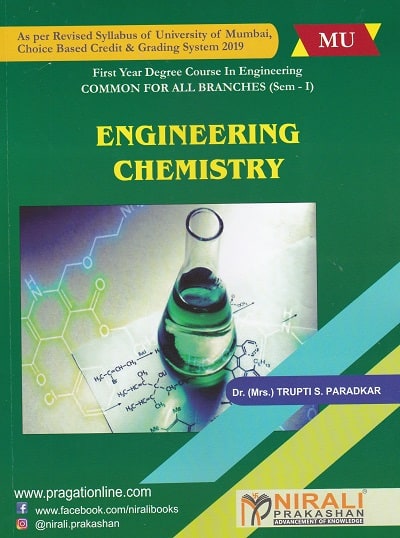 As per Revised Syllabus of University of Mumbai,
Choice Based Credit & Grading System 2019
MU
First Year Degree Course In Engineering
COMMON FOR ALL BRANCHES (Sem - I)
ENGINEERING
CHEMISTRY
Dr. (Mrs.) TRUPTI S. PARADKAR
www.pragationline.com
www.facebook.com/niralibooks
@nirali.prakashan
NIRALI
PRAKASHAN
ADVANCEMENT OF KNOWLEDGE